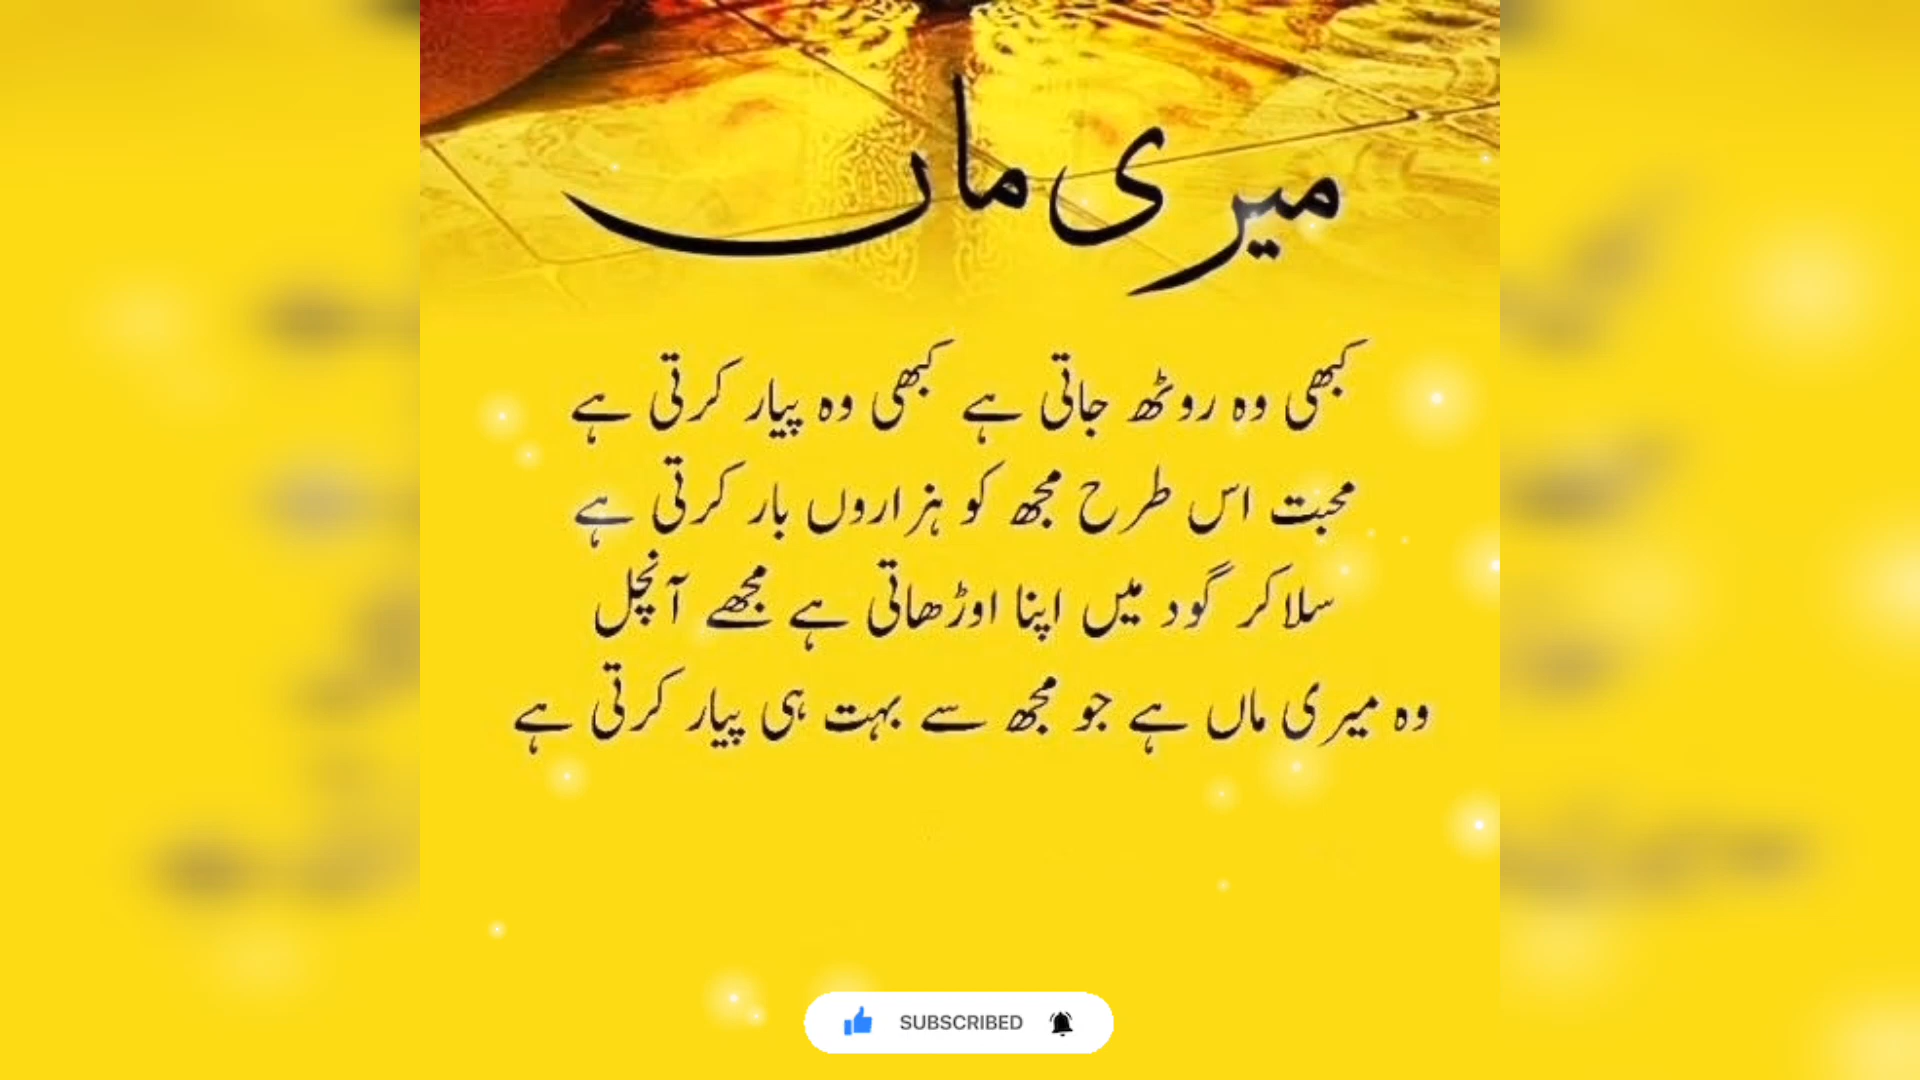 میری ماں
کبھی وہ روٹھ جاتی ہے کبھی وہ پیار کرتی ہے
محبت اس طرح مجھ کو ہزاروں بار کرتی ہے
سلا کر گود میں اپنا اوڑھاتی ہے مجھے آنچل
وہ میری ماں ہے جو مجھ سے بہت ہی پیار کرتی ہے
SUBSCRIBED